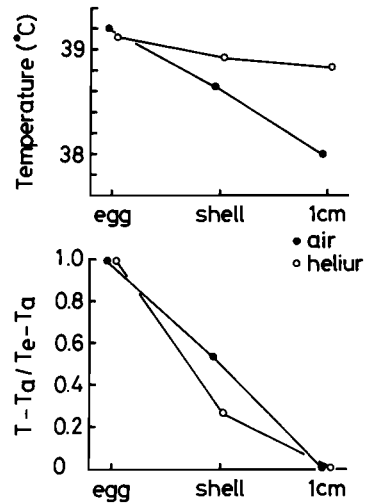 Temperature (°C)
39
38
egg shell 1cm
• air
○ heliur
T-Ta/Te-Ta
1.0
0.8
0.6
0.4
0.2
0
egg shell 1cm